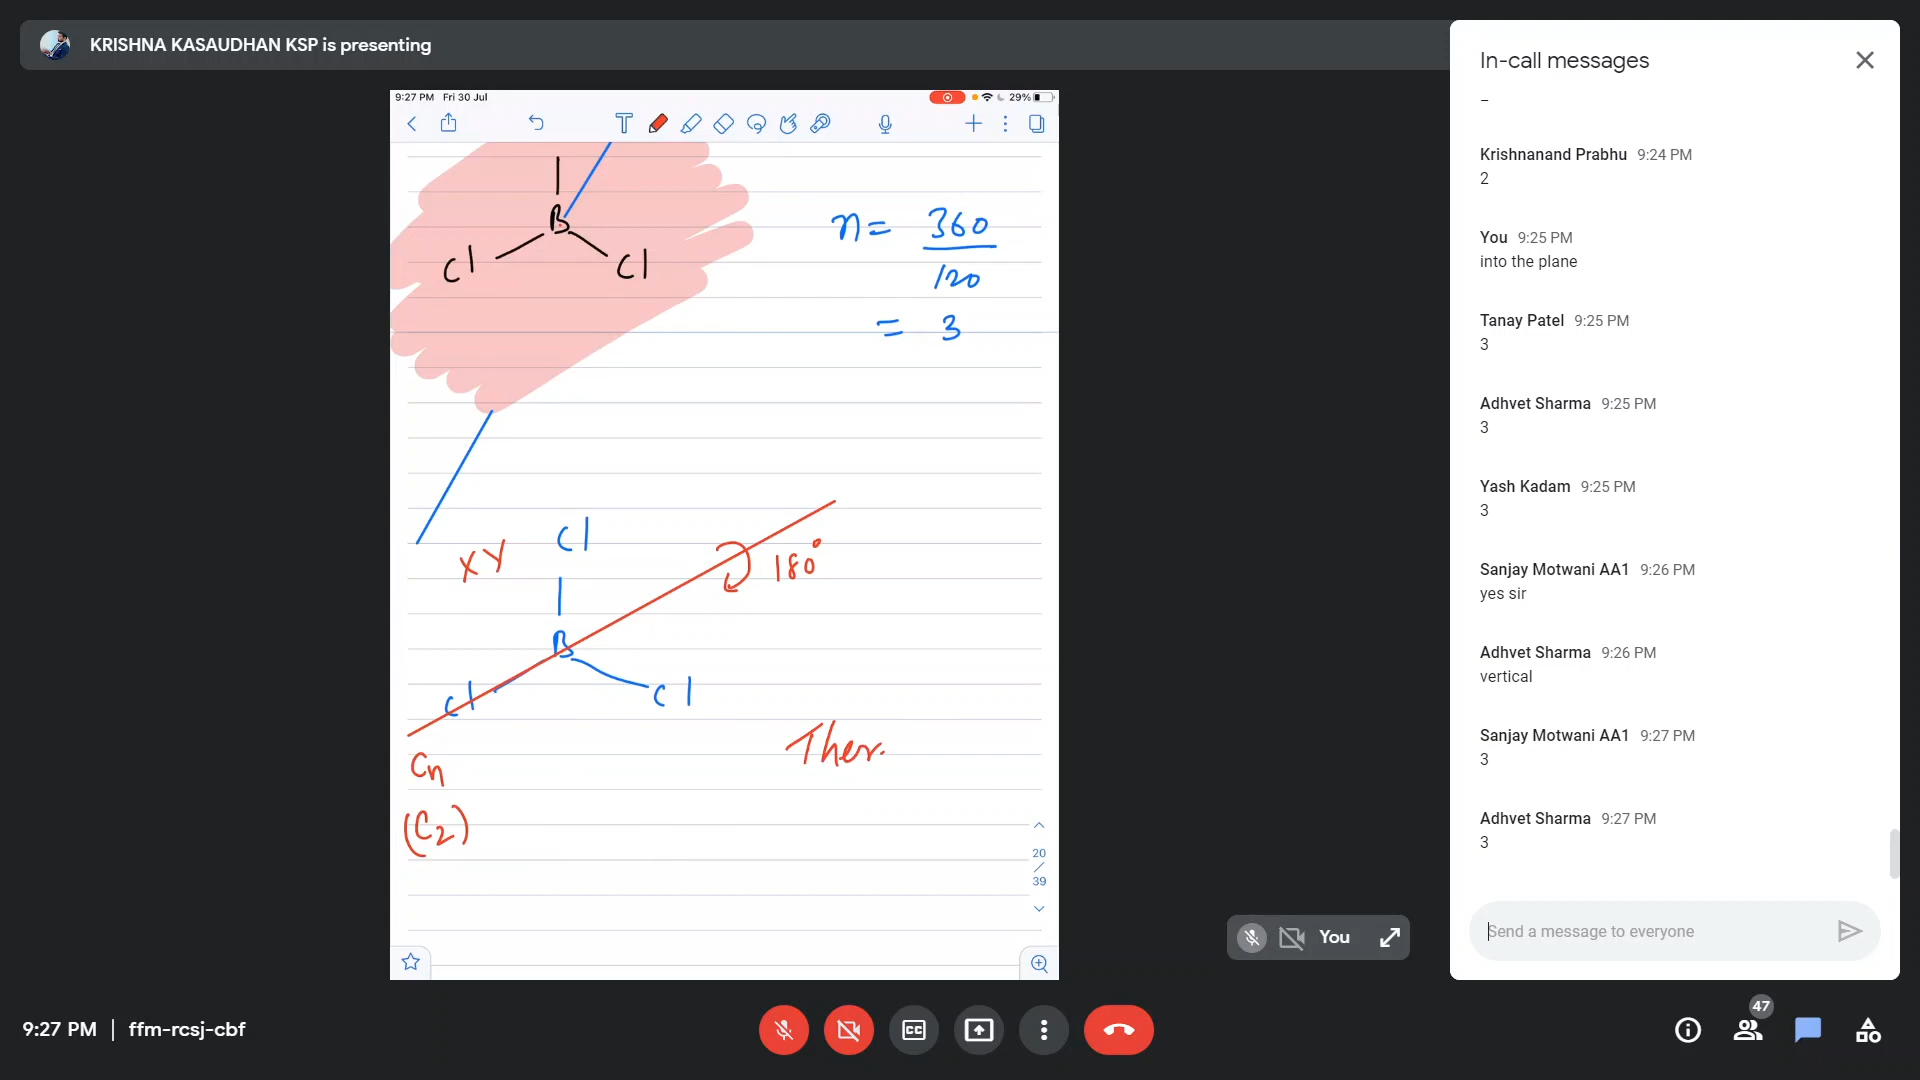 KRISHNA KASAUDHAN KSP is presenting
9:27 PM Fri 30 Jul
29%
T
B
Cl
Cl
n = 360
120
= 3
XY
Cl
180°
B
Cl
Cl
Cn
(C2)
Ther.
20
/
39
You
9:27 PM | ffm-rcsj-cbf
CC
47
In-call messages
Krishnanand Prabhu 9:24 PM
2
You 9:25 PM
into the plane
Tanay Patel 9:25 PM
3
Adhvet Sharma 9:25 PM
3
Yash Kadam 9:25 PM
3
Sanjay Motwani AA1 9:26 PM
yes sir
Adhvet Sharma 9:26 PM
vertical
Sanjay Motwani AA1 9:27 PM
3
Adhvet Sharma 9:27 PM
3
Send a message to everyone